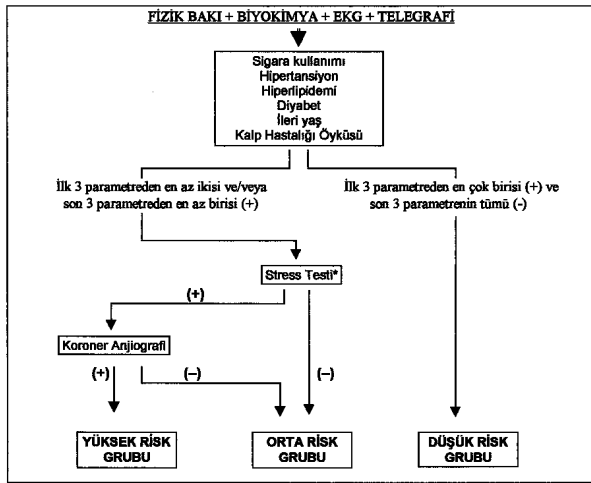 FİZİK BAKI + BİYOKİMYA + EKG + TELEGRAFİ
Sigara kullanımı
Hipertansiyon
Hiperlipidemi
Diyabet
İleri yaş
Kalp Hastalığı Öyküsü
İlk 3 parametreden en az ikisi ve/veya
son 3 parametreden en az birisi (+)
İlk 3 parametreden en çok birisi (+) ve
son 3 parametrenin tümü (-)
Stress Testi*
(+)
Koroner Anjiografi
(+)
(–)
(–)
YÜKSEK RİSK
GRUBU
ORTA RİSK
GRUBU
DÜŞÜK RİSK
GRUBU